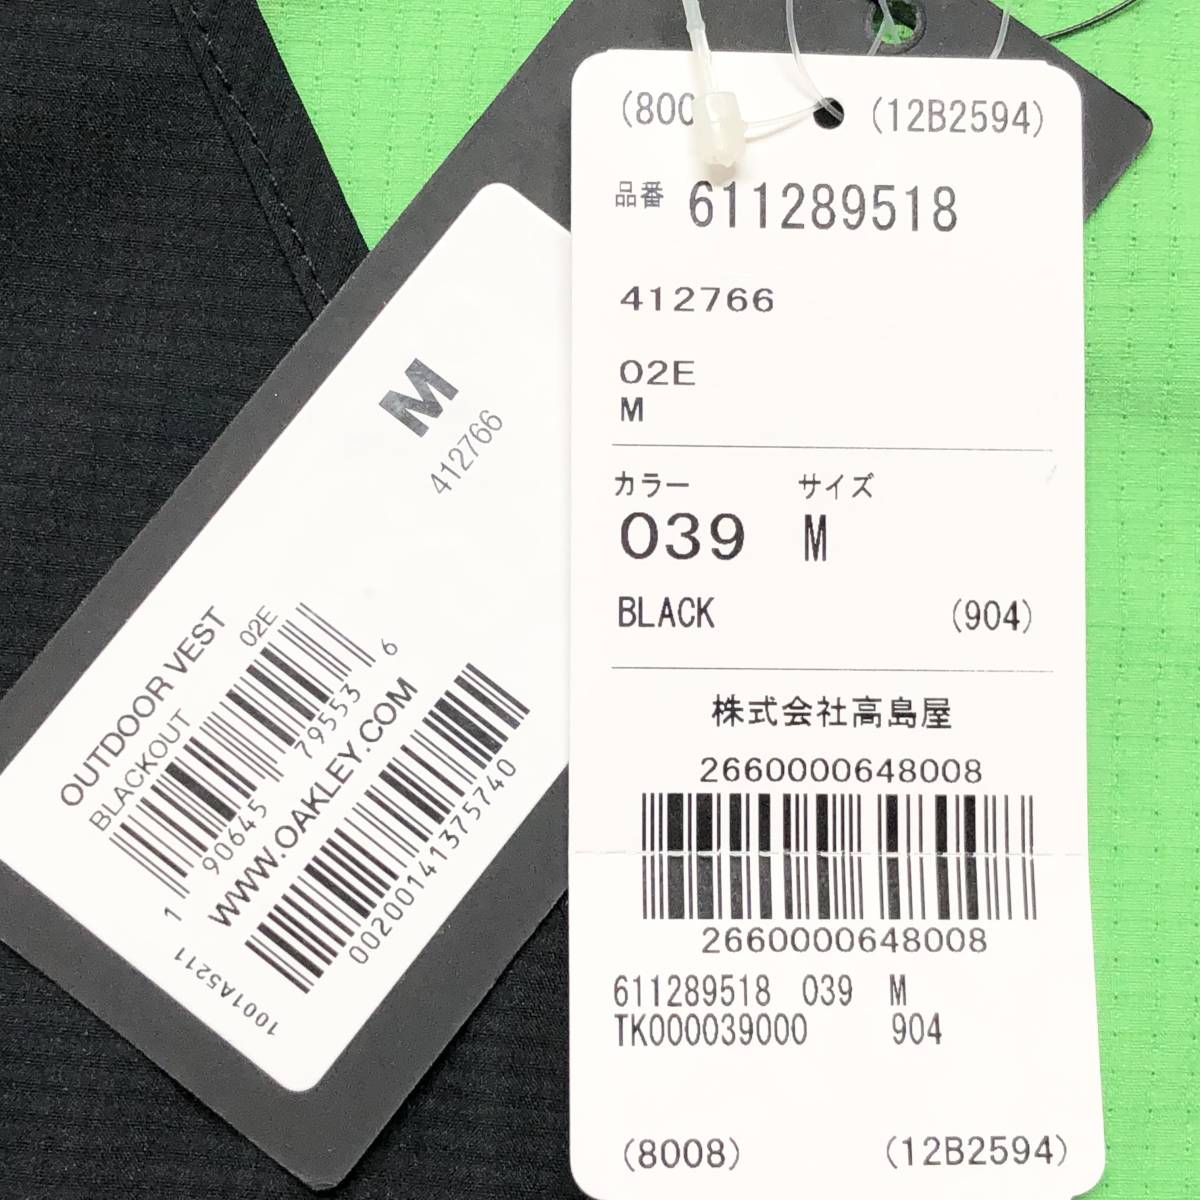 (800
(12B2594)
品番 611289518
412766
02E
M
カラー サイズ
039 M
BLACK (904)
株式会社高島屋
2660000648008
2660000648008
611289518 039 M
TK000039000 904
(8008) (12B2594)
M
412766
OUTDOOR VEST
BLACKOUT 02E
1 90645 79553 6
WWW.OAKLEY.COM
00200141375740
1001A5211